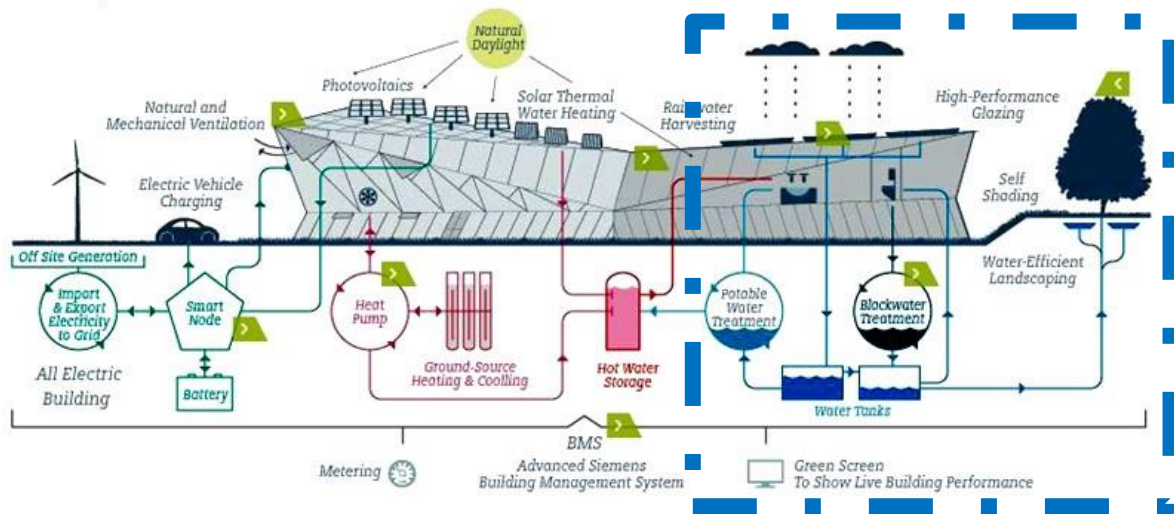 Natural
Daylight
Photovoltaics
Natural and
Mechanical Ventilation
Solar Thermal
Water Heating
Rainwater
Harvesting
High-Performance
Glazing
Electric Vehicle
Charging
Self
Shading
Off Site Generation
Water-Efficient
Landscaping
Import
& Export
Electricity
to Grid
Smart
Node
Heat
Pump
Potable
Water
Treatment
Blackwater
Treatment
Ground-Source
Heating & Coolling
Hot Water
Storage
All Electric
Building
Battery
Water Tanks
BMS
Metering
Advanced Siemens
Building Management System
Green Screen
To Show Live Building Performance